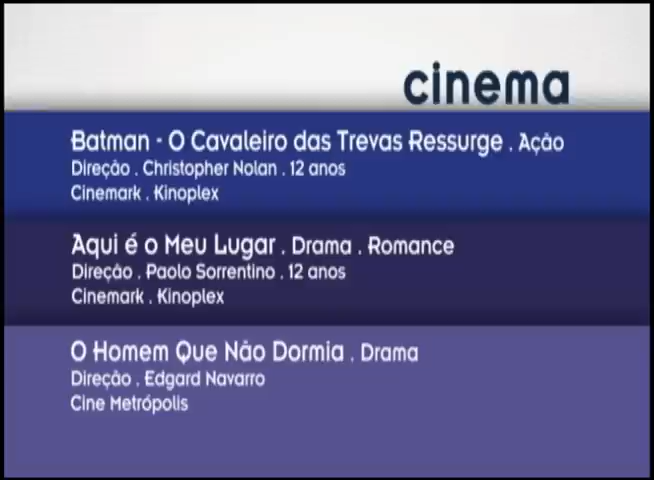 cinema
Batman - O Cavaleiro das Trevas Ressurge . Ação
Direção . Christopher Nolan . 12 anos
Cinemark . Kinoplex
Aqui é o Meu Lugar . Drama . Romance
Direção . Paolo Sorrentino . 12 anos
Cinemark . Kinoplex
O Homem Que Não Dormia . Drama
Direção . Edgard Navarro
Cine Metrópolis